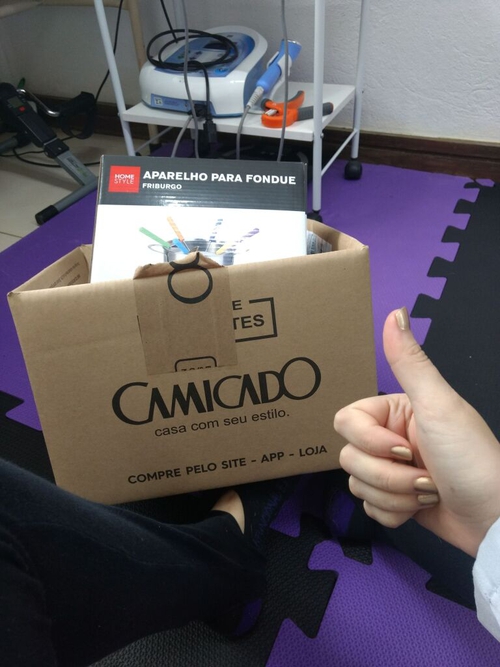 HOME
STYLE
APARELHO PARA FONDUE
FRIBURGO
E
TES
CAMICADO
casa com seu estilo.
COMPRE PELO SITE - APP - LOJA